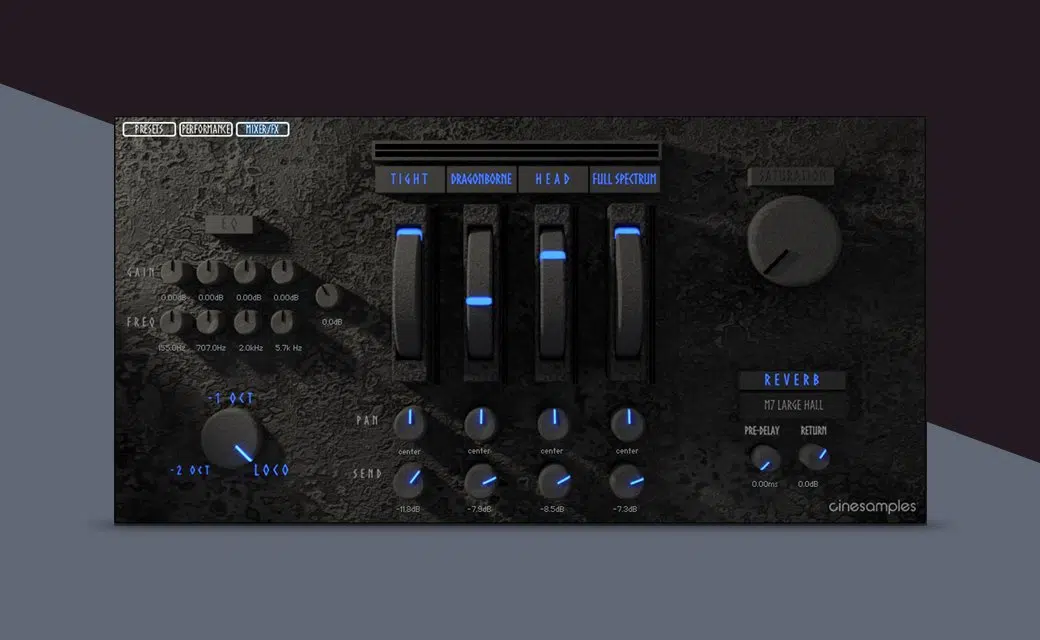 PRESETS PERFORMANCE MIXER/FX
TIGHT DRAGONBORNE HEAD FULL SPECTRUM
SATURATION
EQ
GAIN
0.00dB 0.00dB 0.00dB 0.00dB
0.0dB
FREQ
155.0Hz 707.0Hz 2.0kHz 5.7k Hz
-1 OCT
-2 OCT LOCO
PAN
center center center center
SEND
-11.8dB -7.9dB -8.5dB -7.3dB
REVERB
M7 LARGE HALL
PRE-DELAY RETURN
0.00ms 0.0dB
cinesamples